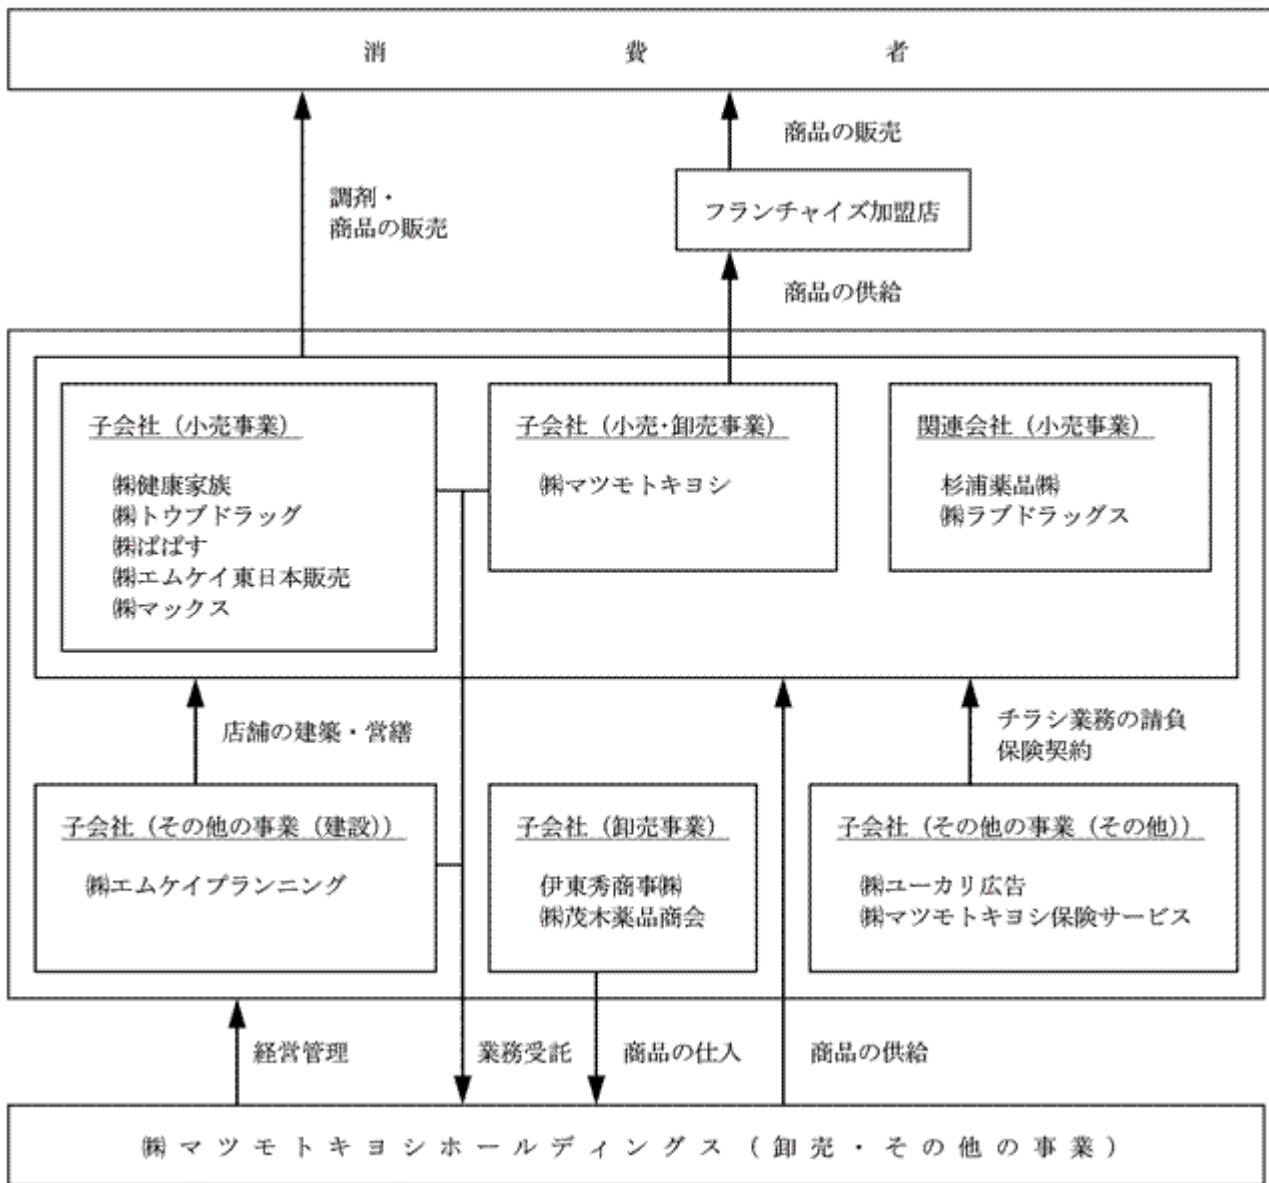 消費者
商品の販売
調剤・
商品の販売
フランチャイズ加盟店
商品の供給
子会社（小売事業）
㈱健康家族
㈱トウブドラッグ
㈱ぱぱす
㈱エムケイ東日本販売
㈱マックス
子会社（小売・卸売事業）
㈱マツモトキヨシ
関連会社（小売事業）
杉浦薬品㈱
㈱ラブドラッグス
店舗の建築・営繕
チラシ業務の請負
保険契約
子会社（その他の事業（建設））
㈱エムケイプランニング
子会社（卸売事業）
伊東秀商事㈱
㈱茂木薬品商会
子会社（その他の事業（その他））
㈱ユーカリ広告
㈱マツモトキヨシ保険サービス
経営管理
業務受託
商品の仕入
商品の供給
㈱マツモトキヨシホールディングス（卸売・その他の事業）